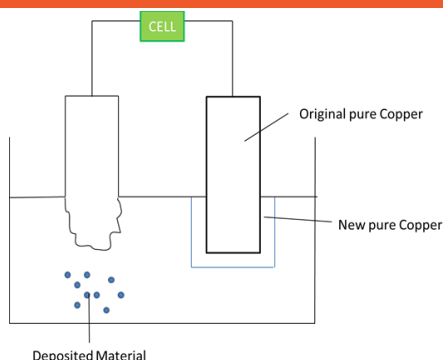 CELL
Original pure Copper
New pure Copper
Deposited Material